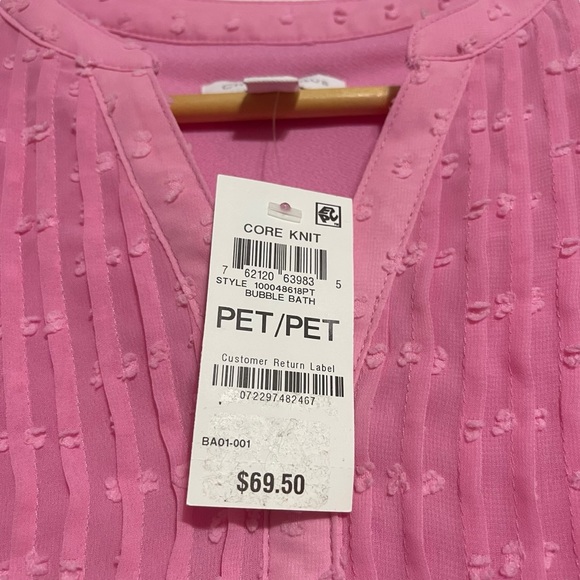 CORE KNIT
7 62120 63983 5
STYLE 100048618PT
BUBBLE BATH
PET/PET
Customer Return Label
072297482467
BA01-001
$69.50